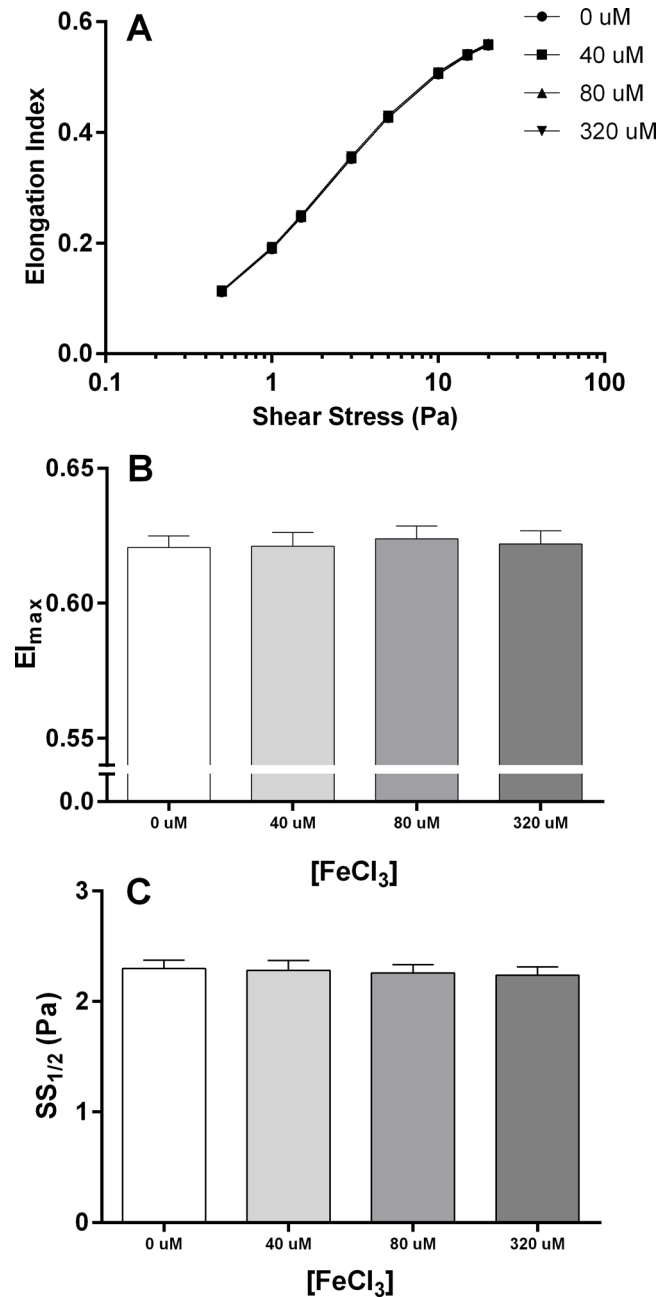 A
0 uM
40 uM
80 uM
320 uM
0.6
0.4
0.2
0.0
Elongation Index
0.1 1 10 100
Shear Stress (Pa)
B
0.65
0.60
0.55
0.0
EImax
0 uM 40 uM 80 uM 320 uM
[FeCl3]
C
3
2
1
0
SS1/2 (Pa)
0 uM 40 uM 80 uM 320 uM
[FeCl3]